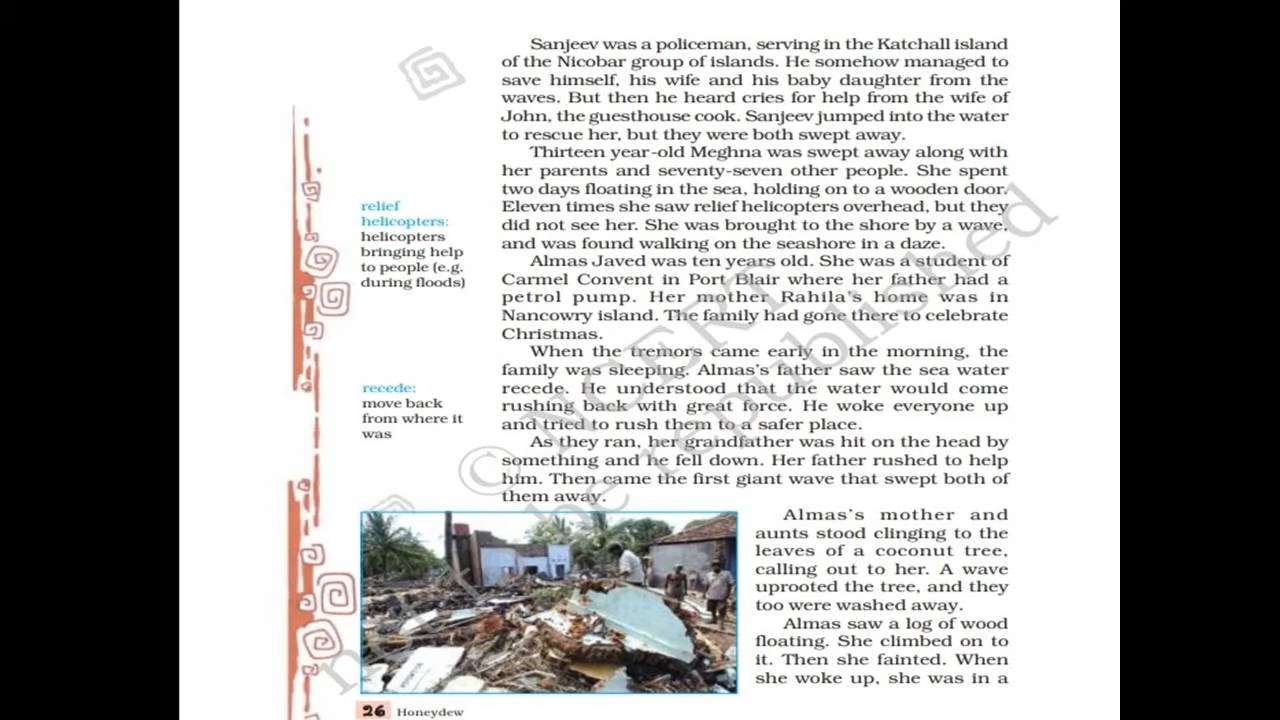 Sanjeev was a policeman, serving in the Katchall island
of the Nicobar group of islands. He somehow managed to
save himself, his wife and his baby daughter from the
waves. But then he heard cries for help from the wife of
John, the guesthouse cook. Sanjeev jumped into the water
to rescue her, but they were both swept away.
Thirteen year-old Meghna was swept away along with
her parents and seventy-seven other people. She spent
two days floating in the sea, holding on to a wooden door.
Eleven times she saw relief helicopters overhead, but they
did not see her. She was brought to the shore by a wave,
and was found walking on the seashore in a daze.
relief
helicopters:
helicopters
bringing help
to people (e.g.
during floods)
Almas Javed was ten years old. She was a student of
Carmel Convent in Port Blair where her father had a
petrol pump. Her mother Rahila's home was in
Nancowry island. The family had gone there to celebrate
Christmas.
When the tremors came early in the morning, the
family was sleeping. Almas's father saw the sea water
recede. He understood that the water would come
rushing back with great force. He woke everyone up
and tried to rush them to a safer place.
recede:
move back
from where it
was
As they ran, her grandfather was hit on the head by
something and he fell down. Her father rushed to help
him. Then came the first giant wave that swept both of
them away.
Almas's mother and
aunts stood clinging to the
leaves of a coconut tree,
calling out to her. A wave
uprooted the tree, and they
too were washed away.
Almas saw a log of wood
floating. She climbed on to
it. Then she fainted. When
she woke up, she was in a
26 Honeydew
© NCERT
not be republished